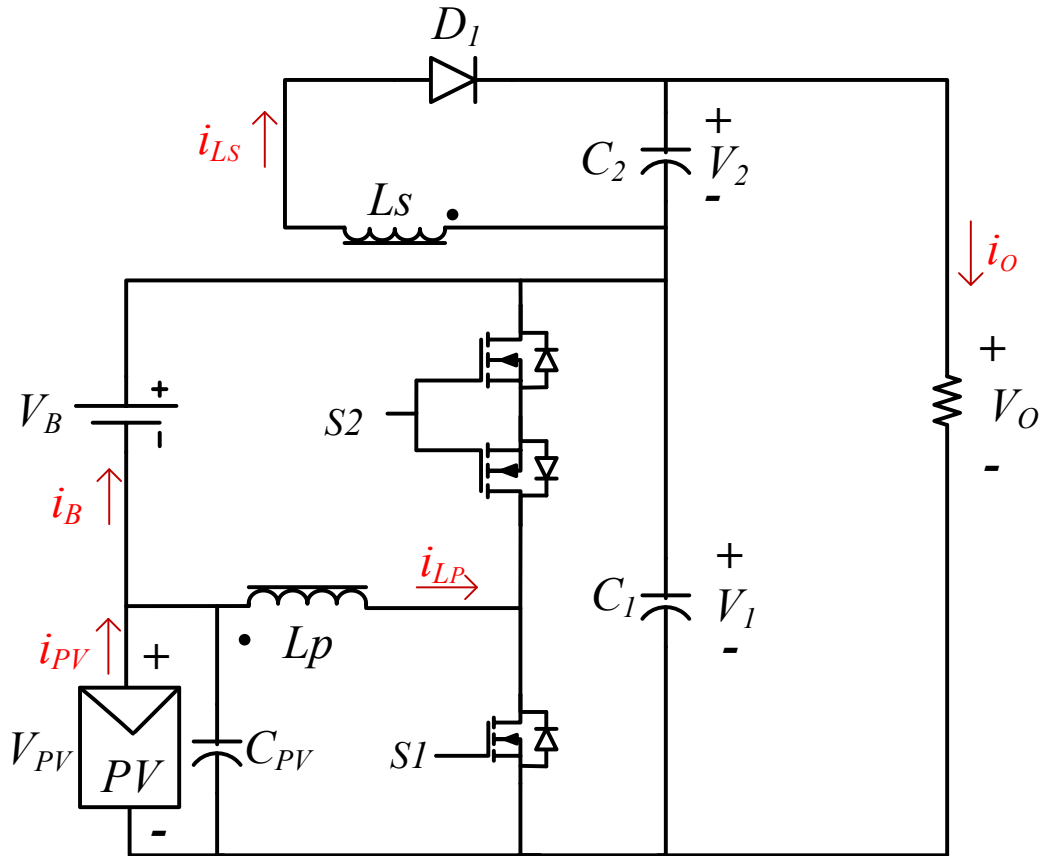 D1
+
iLS
C2
V2
-
Ls
iO
+
VB
+
-
S2
VO
-
iB
iLP
+
C1
V1
-
iPV
+
Lp
VPV
PV
CPV
S1
-